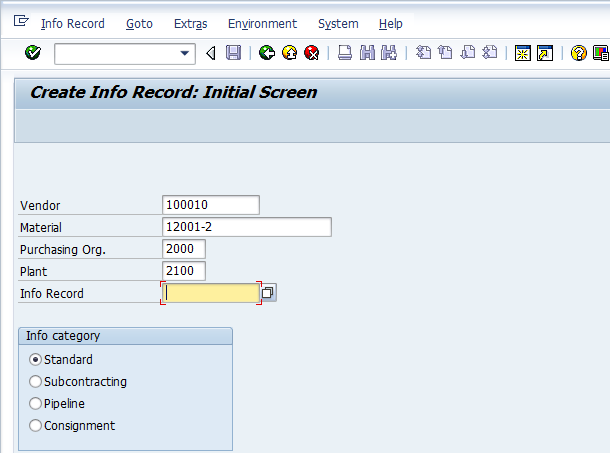 Info Record Goto Extras Environment System Help
Create Info Record: Initial Screen
Vendor 100010
Material 12001-2
Purchasing Org. 2000
Plant 2100
Info Record
Info category
Standard
Subcontracting
Pipeline
Consignment